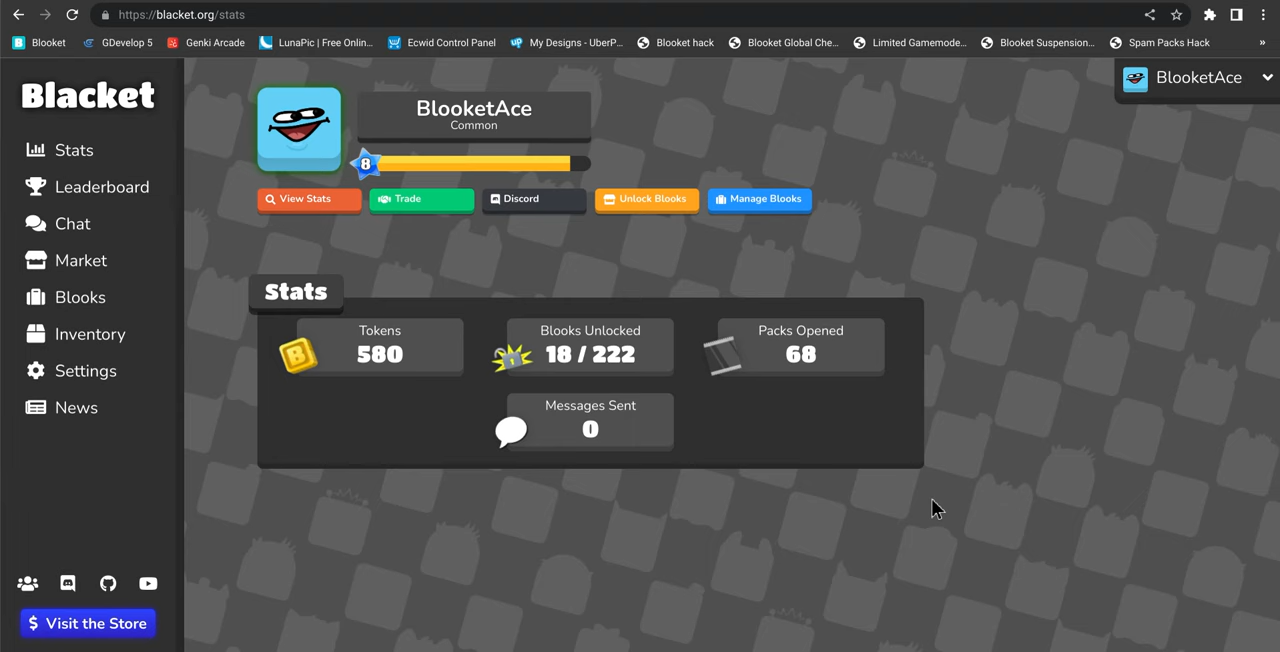 https://blacket.org/stats
Blooket
GDevelop 5
Genki Arcade
LunaPic | Free Onlin...
Ecwid Control Panel
UP My Designs - UberP...
Blooket hack
Blooket Global Che...
Limited Gamemode...
Blooket Suspension...
Spam Packs Hack
»
Blacket
Stats
Leaderboard
Chat
Market
Blooks
Inventory
Settings
News
$ Visit the Store
BlooketAce
BlooketAce
Common
8
View Stats
Trade
Discord
Unlock Blooks
Manage Blooks
Stats
Tokens
B
580
Blooks Unlocked
18 / 222
Packs Opened
68
Messages Sent
0